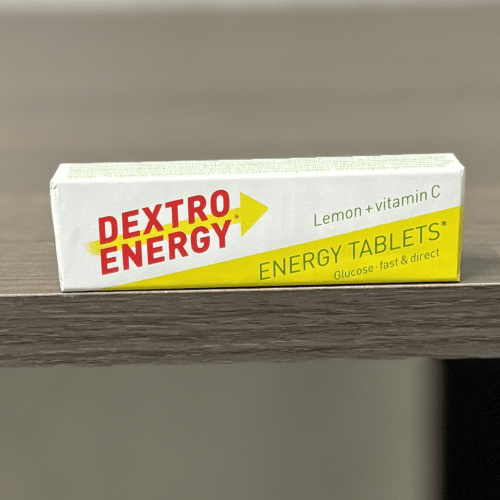 DEXTRO
ENERGY*
Lemon + vitamin C
ENERGY TABLETS*
Glucose · fast & direct